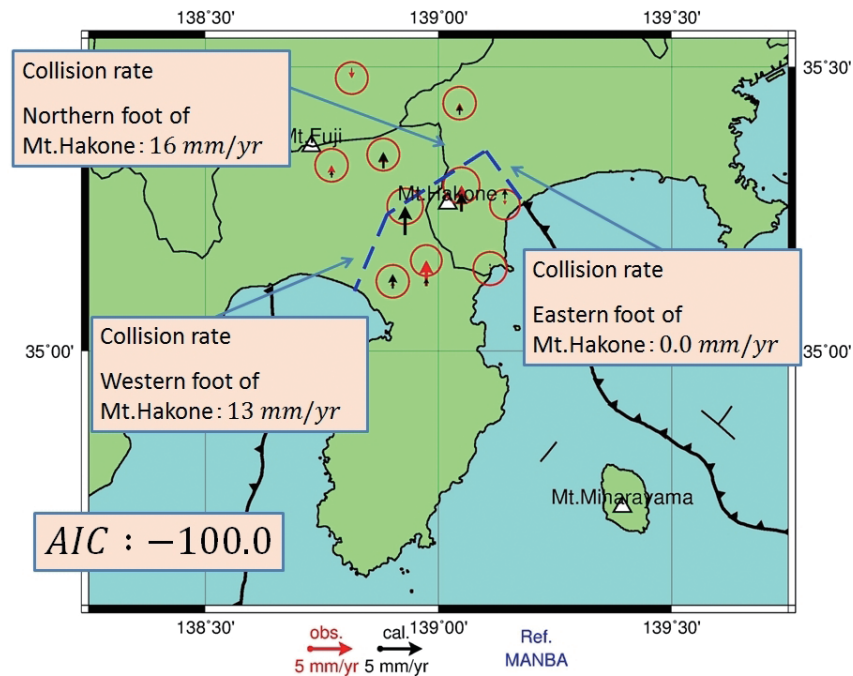 138°30'
139°00'
139°30'
Collision rate
Northern foot of
Mt.Hakone: 16 mm/yr
35°30'
Mt.Fuji
Mt.Hakone
Collision rate
Eastern foot of
Mt.Hakone: 0.0 mm/yr
Collision rate
Western foot of
Mt.Hakone: 13 mm/yr
35°00'
35°00'
Mt.Miharayama
AIC : −100.0
138°30'
139°00'
139°30'
obs.
5 mm/yr
cal.
5 mm/yr
Ref.
MANBA